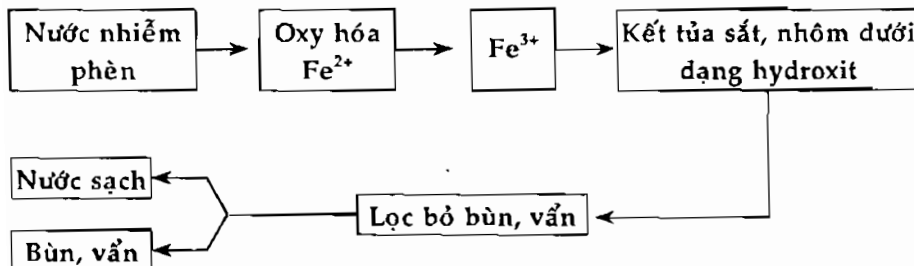 Nước nhiễm
phèn
Oxy hóa
Fe²⁺
Fe³⁺
Kết tủa sắt, nhôm dưới
dạng hydroxit
Lọc bỏ bùn, vẩn
Nước sạch
Bùn, vẩn